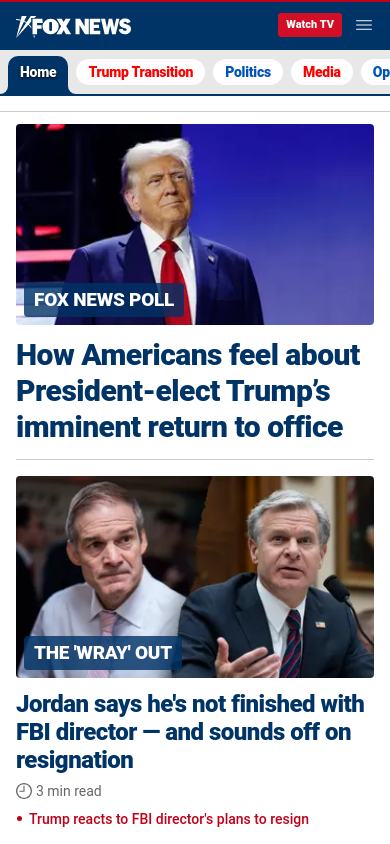 FOX NEWS
Watch TV
Home
Trump Transition
Politics
Media
Op
FOX NEWS POLL
How Americans feel about
President-elect Trump’s
imminent return to office
THE 'WRAY' OUT
Jordan says he's not finished with
FBI director — and sounds off on
resignation
3 min read
Trump reacts to FBI director's plans to resign